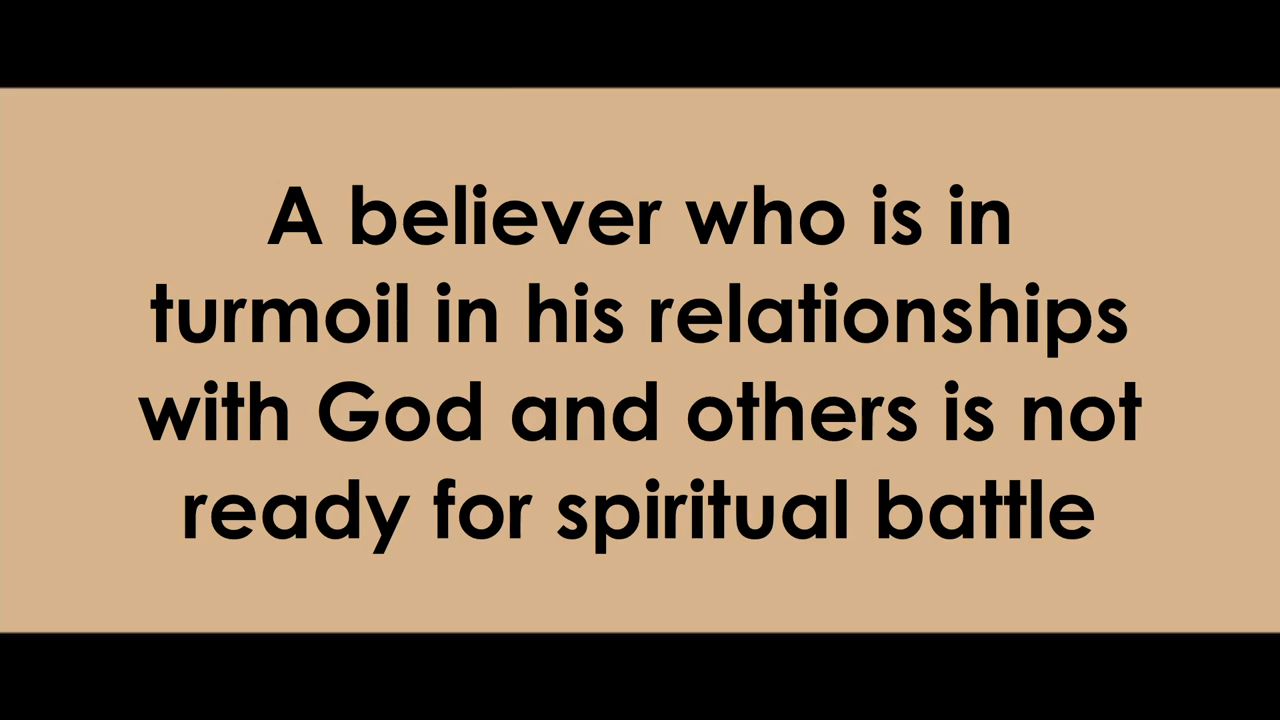 A believer who is in
turmoil in his relationships
with God and others is not
ready for spiritual battle